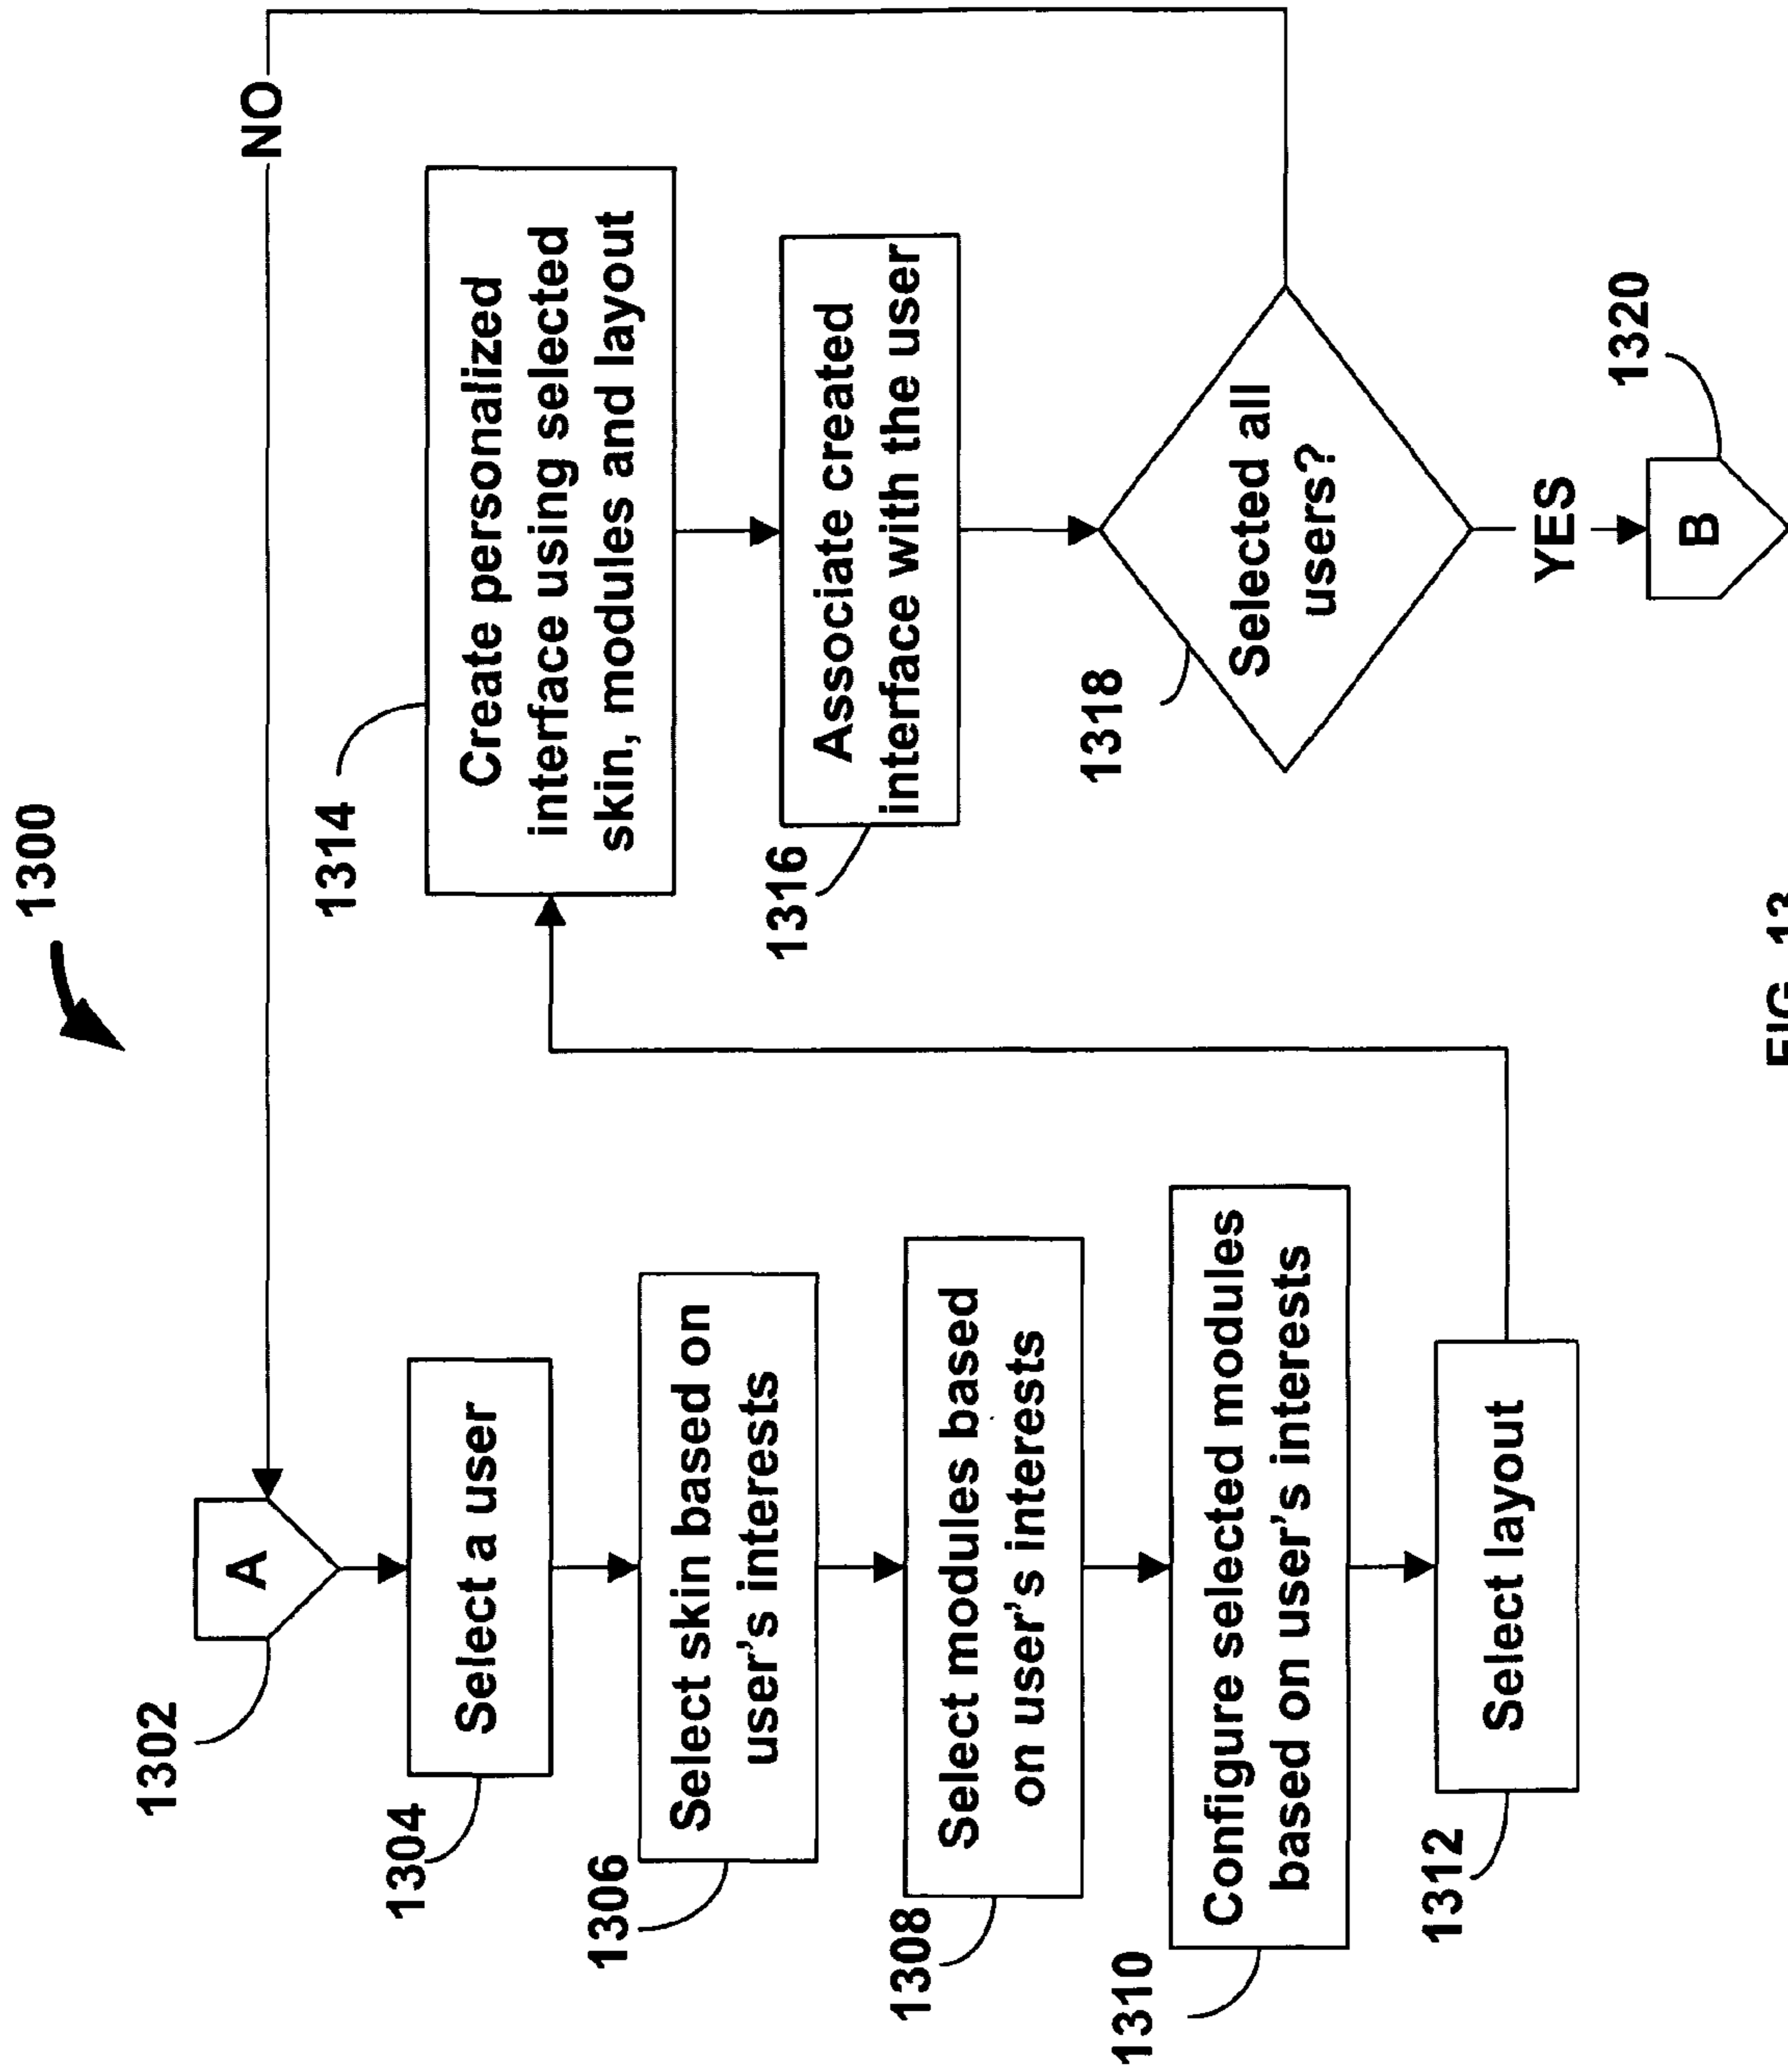 1300
1302
A
1304
Select a user
1306
Select skin based on
user's interests
1308
Select modules based
on user's interests
1310
Configure selected modules
based on user's interests
1312
Select layout
NO
1314
Create personalized
interface using selected
skin, modules and layout
1316
Associate created
interface with the user
1318
Selected all
users?
YES
1320
B
FIG. 13